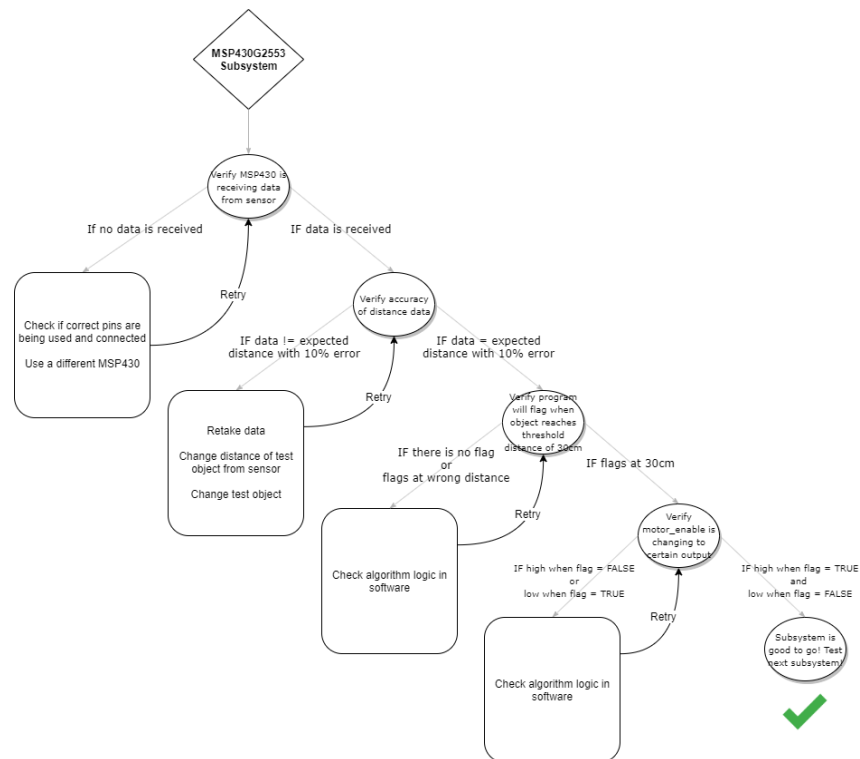 MSP430G2553
Subsystem
Verify MSP430 is
receiving data
from sensor
If no data is received
IF data is received
Retry
Check if correct pins are
being used and connected
Use a different MSP430
Verify accuracy
of distance data
IF data != expected
distance with 10% error
IF data = expected
distance with 10% error
Retry
Retake data
Change distance of test
object from sensor
Change test object
Verify program
will flag when
object reaches
threshold
distance of 30cm
IF there is no flag
or
flags at wrong distance
IF flags at 30cm
Retry
Check algorithm logic in
software
Verify
motor_enable is
changing to
certain output
IF high when flag = FALSE
or
low when flag = TRUE
IF high when flag = TRUE
and
low when flag = FALSE
Retry
Check algorithm logic in
software
Subsystem is
good to go! Test
next subsystem!